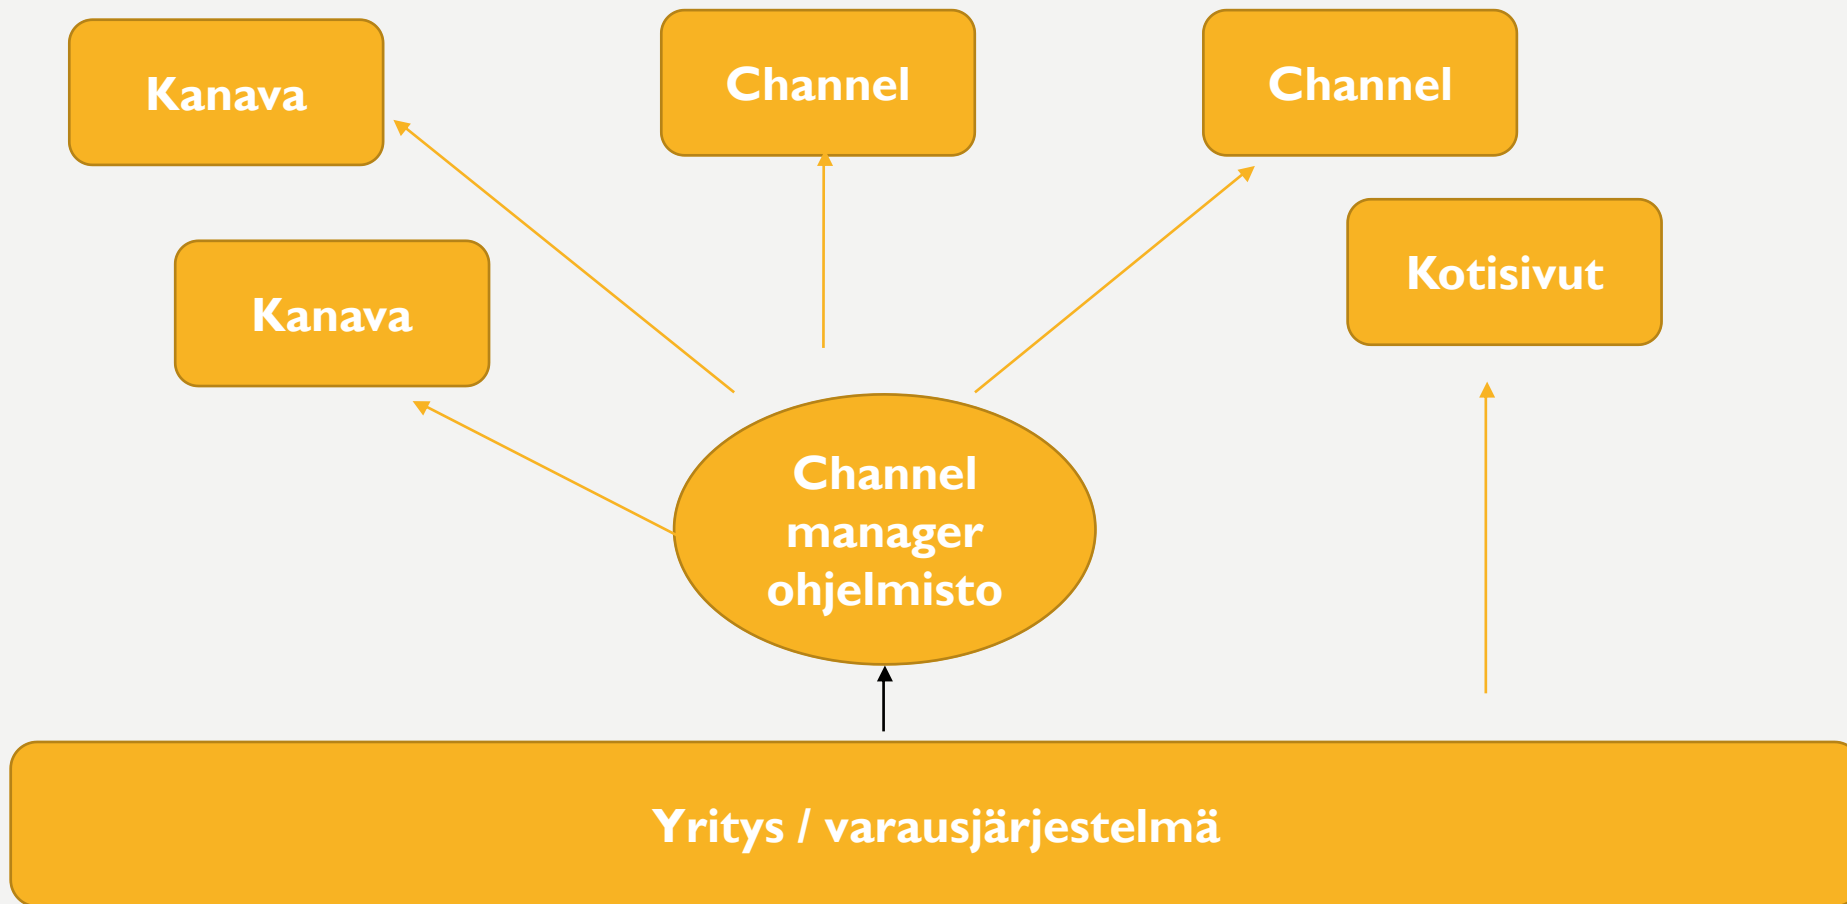 Kanava
Channel
Channel
Kanava
Kotisivut
Channel
manager
ohjelmisto
Yritys / varausjärjestelmä